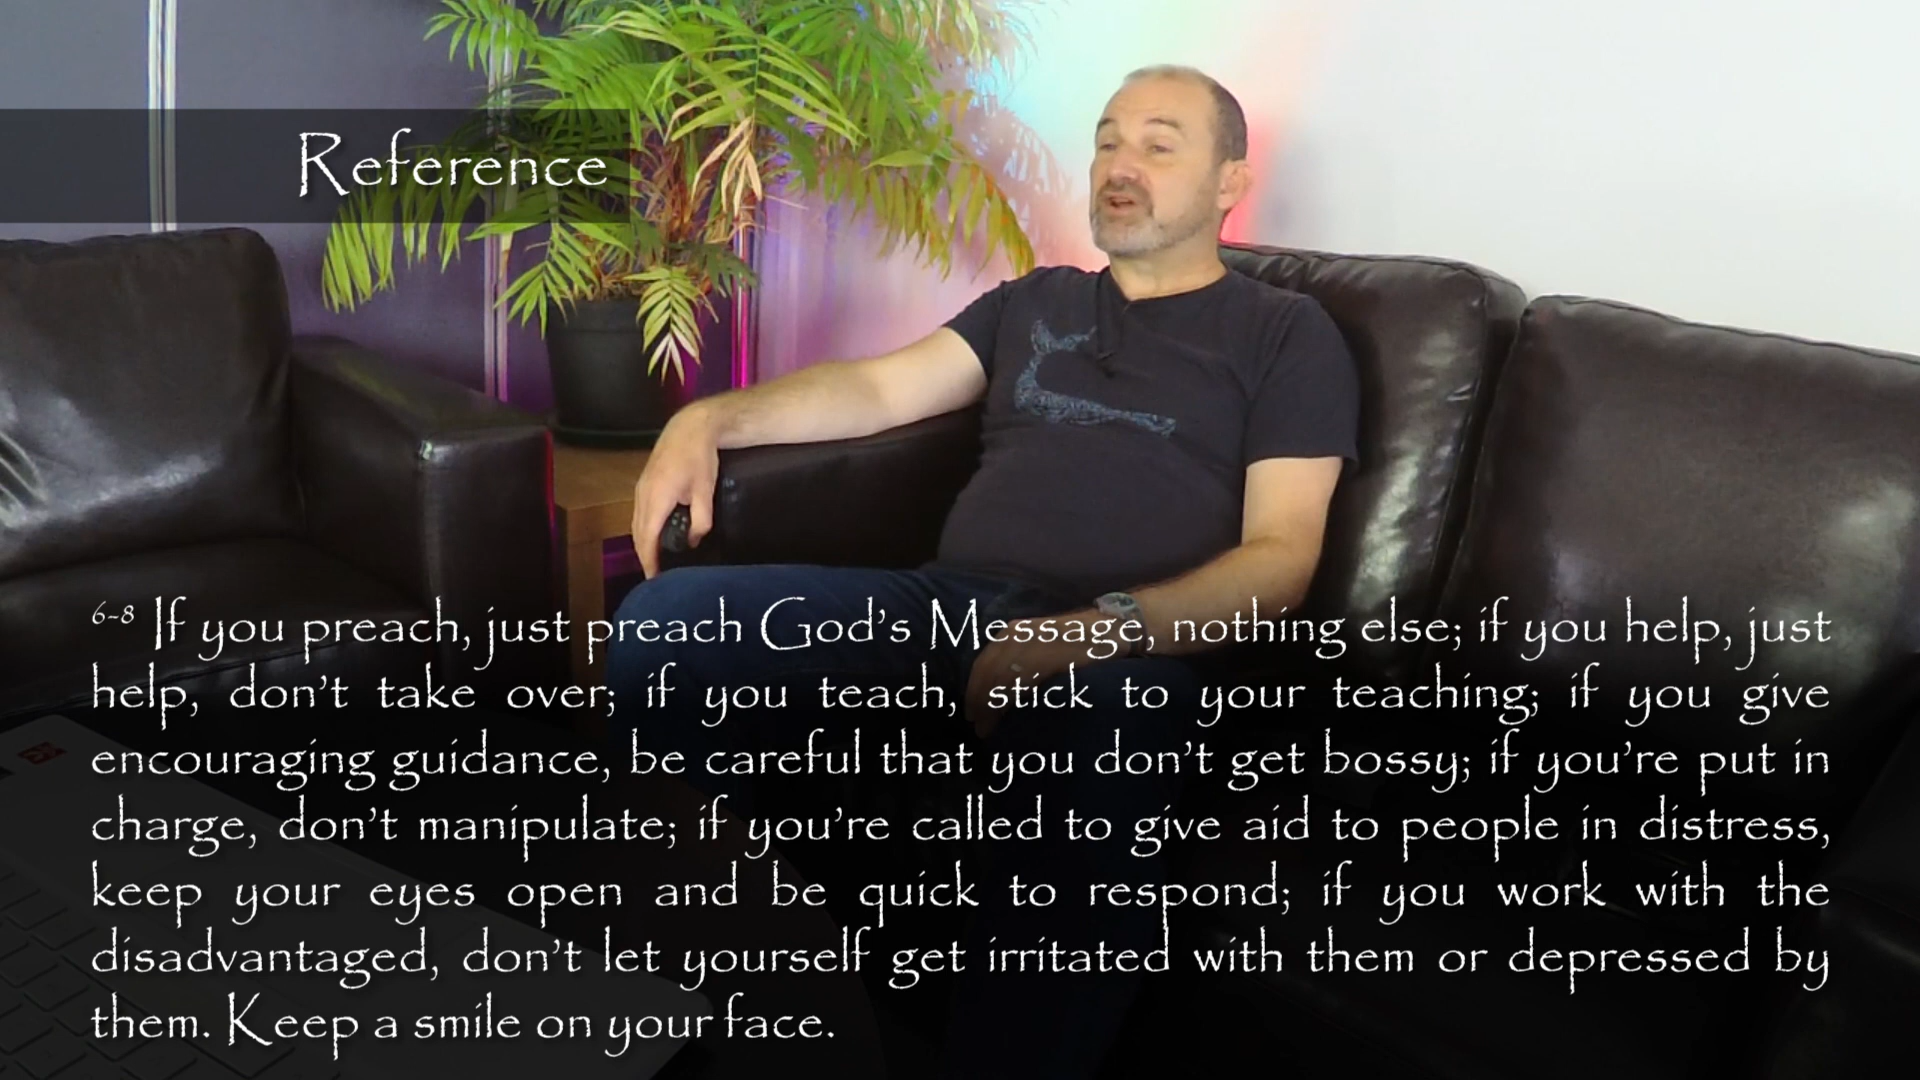 Reference
6-8 If you preach, just preach God's Message, nothing else; if you help, just
help, don't take over; if you teach, stick to your teaching; if you give
encouraging guidance, be careful that you don't get bossy; if you're put in
charge, don't manipulate; if you're called to give aid to people in distress,
keep your eyes open and be quick to respond; if you work with the
disadvantaged, don't let yourself get irritated with them or depressed by
them. Keep a smile on your face.